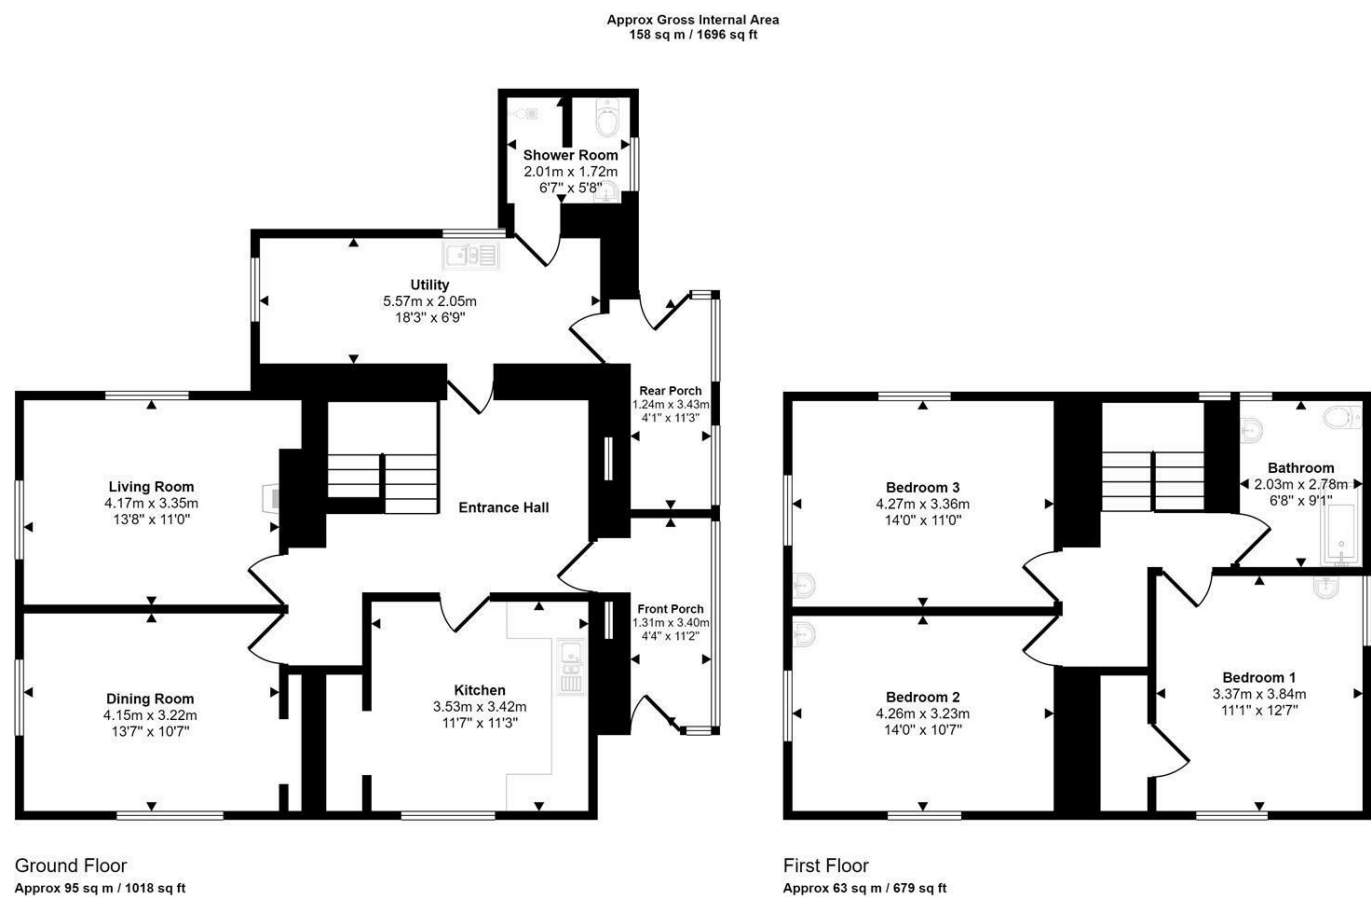 Approx Gross Internal Area
158 sq m / 1696 sq ft
Shower Room
2.01m x 1.72m
6'7" x 5'8"
Utility
5.57m x 2.05m
18'3" x 6'9"
Rear Porch
1.24m x 3.43m
4'1" x 11'3"
Living Room
4.17m x 3.35m
13'8" x 11'0"
Entrance Hall
Front Porch
1.31m x 3.40m
4'4" x 11'2"
Dining Room
4.15m x 3.22m
13'7" x 10'7"
Kitchen
3.53m x 3.42m
11'7" x 11'3"
Ground Floor
Approx 95 sq m / 1018 sq ft
Bedroom 3
4.27m x 3.36m
14'0" x 11'0"
Bathroom
2.03m x 2.78m
6'8" x 9'1"
Bedroom 2
4.26m x 3.23m
14'0" x 10'7"
Bedroom 1
3.37m x 3.84m
11'1" x 12'7"
First Floor
Approx 63 sq m / 679 sq ft